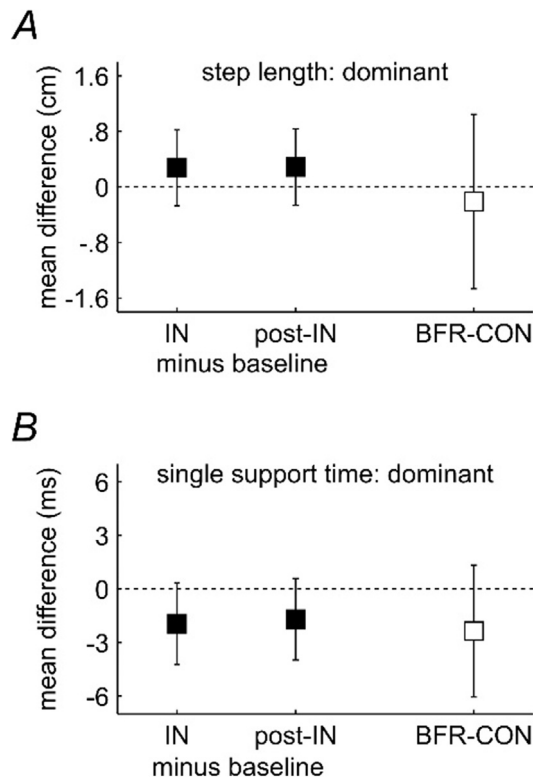 A
step length: dominant
mean difference (cm)
1.6
.8
0
-.8
-1.6
IN post-IN BFR-CON
minus baseline
B
single support time: dominant
mean difference (ms)
6
3
0
-3
-6
IN post-IN BFR-CON
minus baseline